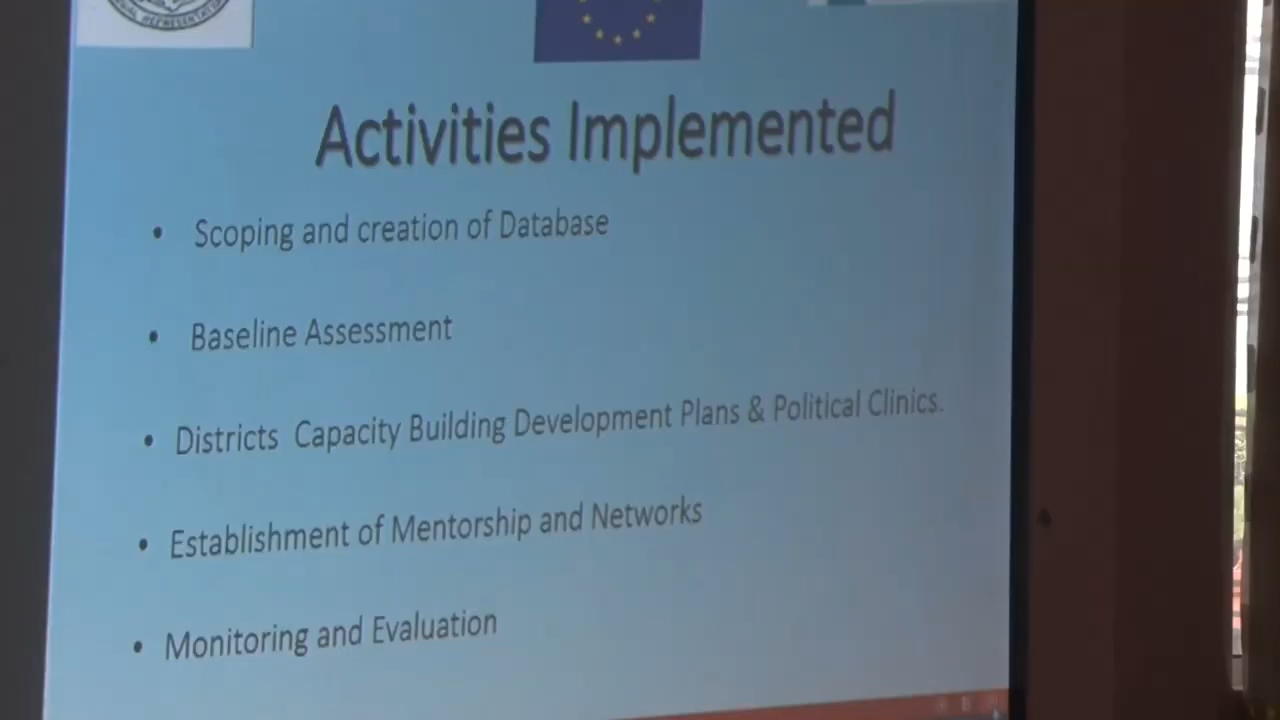 Activities Implemented
• Scoping and creation of Database
• Baseline Assessment
• Districts Capacity Building Development Plans & Political Clinics.
• Establishment of Mentorship and Networks
• Monitoring and Evaluation